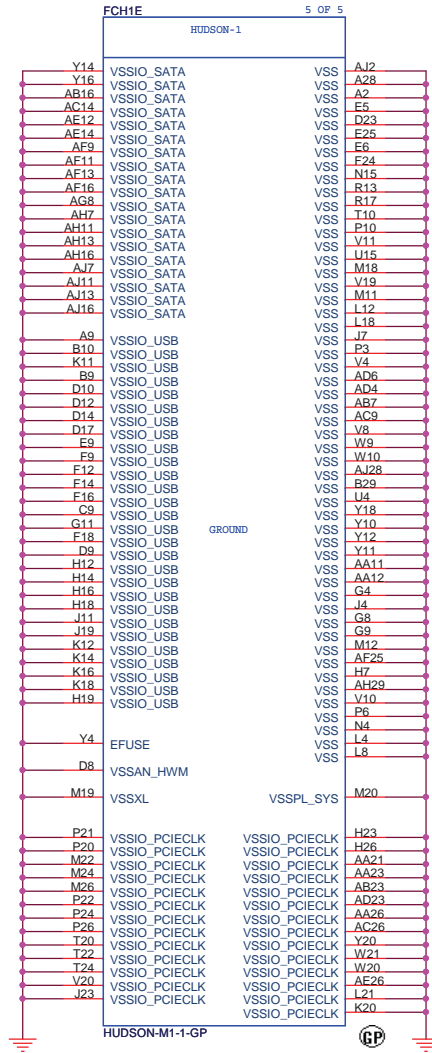 FCH1E 5 OF 5
HUDSON-1
Y14 VSSIO_SATA VSS AJ2
Y16 VSSIO_SATA VSS A28
AB16 VSSIO_SATA VSS A2
AC14 VSSIO_SATA VSS E5
AE12 VSSIO_SATA VSS D23
AE14 VSSIO_SATA VSS E25
AF9 VSSIO_SATA VSS E6
AF11 VSSIO_SATA VSS F24
AF13 VSSIO_SATA VSS N15
AF16 VSSIO_SATA VSS R13
AG8 VSSIO_SATA VSS R17
AH7 VSSIO_SATA VSS T10
AH11 VSSIO_SATA VSS P10
AH13 VSSIO_SATA VSS V11
AH16 VSSIO_SATA VSS U15
AJ7 VSSIO_SATA VSS M18
AJ11 VSSIO_SATA VSS V19
AJ13 VSSIO_SATA VSS M11
AJ16 VSSIO_SATA VSS L12
VSS L18
A9 VSSIO_USB VSS J7
B10 VSSIO_USB VSS P3
K11 VSSIO_USB VSS V4
B9 VSSIO_USB VSS AD6
D10 VSSIO_USB VSS AD4
D12 VSSIO_USB VSS AB7
D14 VSSIO_USB VSS AC9
D17 VSSIO_USB VSS V8
E9 VSSIO_USB VSS W9
F9 VSSIO_USB VSS W10
F12 VSSIO_USB VSS AJ28
F14 VSSIO_USB VSS B29
F16 VSSIO_USB VSS U4
C9 VSSIO_USB VSS Y18
G11 VSSIO_USB GROUND VSS Y10
F18 VSSIO_USB VSS Y12
D9 VSSIO_USB VSS Y11
H12 VSSIO_USB VSS AA11
H14 VSSIO_USB VSS AA12
H16 VSSIO_USB VSS G4
H18 VSSIO_USB VSS J4
J11 VSSIO_USB VSS G8
J19 VSSIO_USB VSS G9
K12 VSSIO_USB VSS M12
K14 VSSIO_USB VSS AF25
K16 VSSIO_USB VSS H7
K18 VSSIO_USB VSS AH29
H19 VSSIO_USB VSS V10
VSS P6
VSS N4
Y4 EFUSE VSS L4
VSS L8
D8 VSSAN_HWM
M19 VSSXL VSSPL_SYS M20
P21 VSSIO_PCIECLK VSSIO_PCIECLK H23
P20 VSSIO_PCIECLK VSSIO_PCIECLK H26
M22 VSSIO_PCIECLK VSSIO_PCIECLK AA21
M24 VSSIO_PCIECLK VSSIO_PCIECLK AA23
M26 VSSIO_PCIECLK VSSIO_PCIECLK AB23
P22 VSSIO_PCIECLK VSSIO_PCIECLK AD23
P24 VSSIO_PCIECLK VSSIO_PCIECLK AA26
P26 VSSIO_PCIECLK VSSIO_PCIECLK AC26
T20 VSSIO_PCIECLK VSSIO_PCIECLK Y20
T22 VSSIO_PCIECLK VSSIO_PCIECLK W21
T24 VSSIO_PCIECLK VSSIO_PCIECLK W20
V20 VSSIO_PCIECLK VSSIO_PCIECLK AE26
J23 VSSIO_PCIECLK VSSIO_PCIECLK L21
VSSIO_PCIECLK K20
HUDSON-M1-1-GP GP